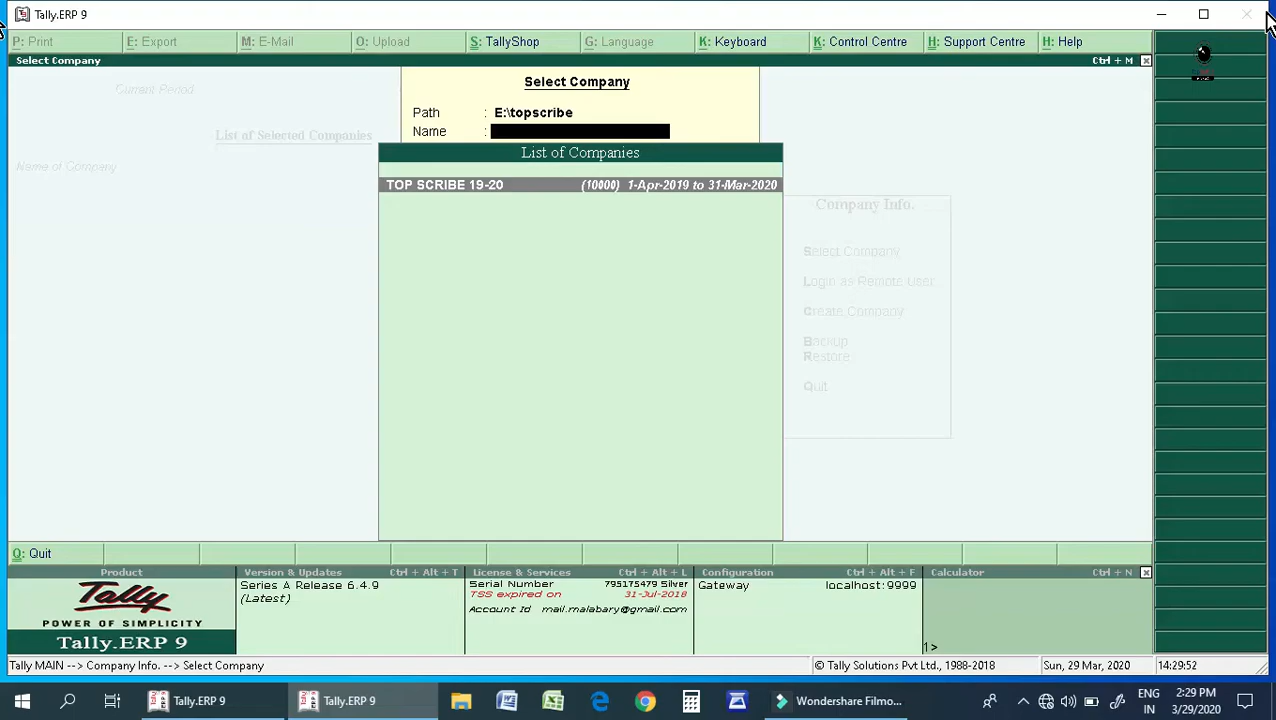 Tally.ERP 9
P: Print E: Export M: E-Mail O: Upload S: TallyShop G: Language K: Keyboard K: Control Centre H: Support Centre H: Help
Select Company Ctrl + M
Current Period
List of Selected Companies
Name of Company
Select Company
Path : E:\topscribe
Name :
List of Companies
TOP SCRIBE 19-20 (10000) 1-Apr-2019 to 31-Mar-2020
Company Info.
Select Company
Login as Remote User
Create Company
Backup
Restore
Quit
Q: Quit
Product Version & Updates Ctrl + Alt + T License & Services Ctrl + Alt + L Configuration Ctrl + Alt + F Calculator Ctrl + N
Tally
POWER OF SIMPLICITY
Tally.ERP 9
Series A Release 6.4.9
(Latest)
Serial Number 795175479 Silver
TSS expired on 31-Jul-2018
Account Id mail.malabary@gmail.com
Gateway localhost:9999
1>
Tally MAIN --> Company Info. --> Select Company © Tally Solutions Pvt Ltd., 1988-2018 Sun, 29 Mar, 2020 14:29:52
Tally.ERP 9 Tally.ERP 9 Wondershare Filmo... ENG 2:29 PM
IN 3/29/2020